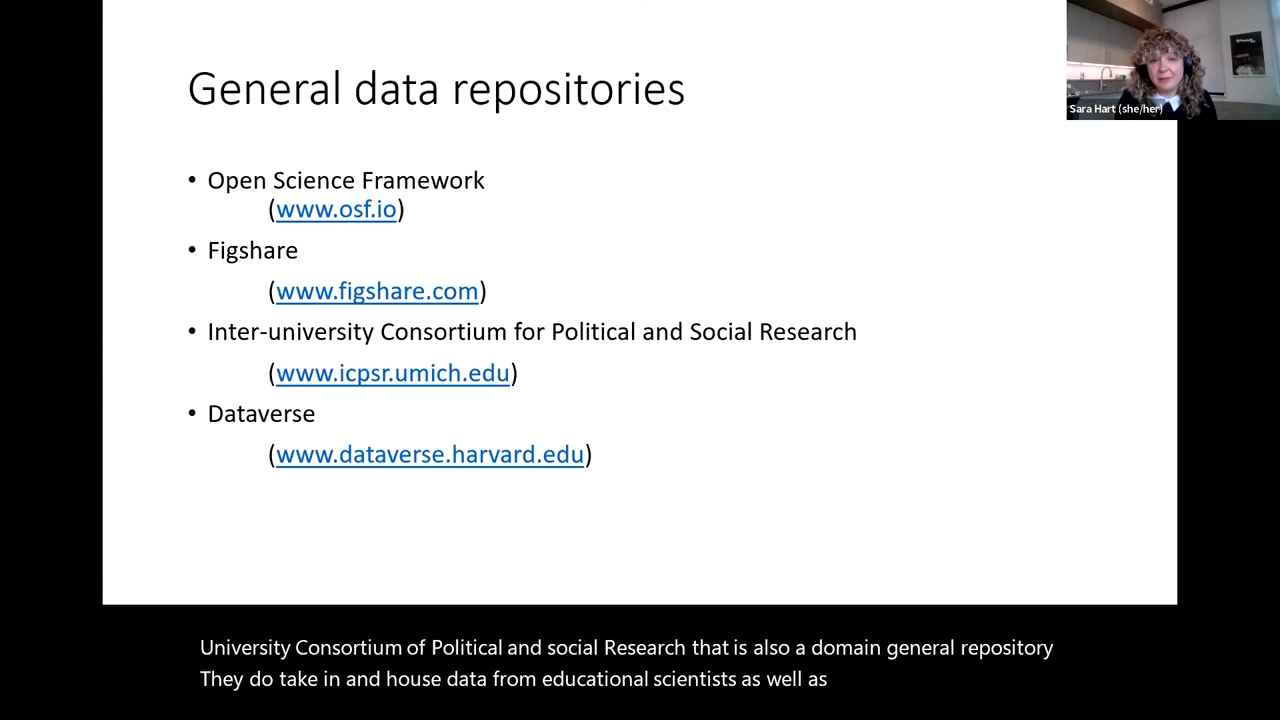 General data repositories
Sara Hart (she/her)
• Open Science Framework
(www.osf.io)
• Figshare
(www.figshare.com)
• Inter-university Consortium for Political and Social Research
(www.icpsr.umich.edu)
• Dataverse
(www.dataverse.harvard.edu)
University Consortium of Political and social Research that is also a domain general repository
They do take in and house data from educational scientists as well as